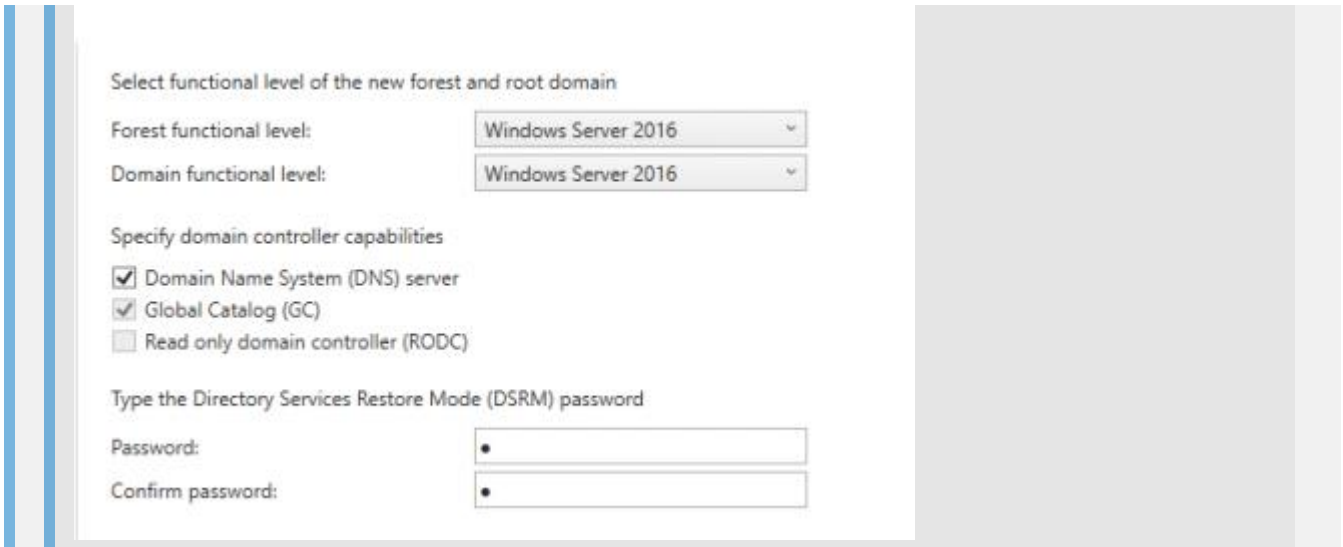 Select functional level of the new forest and root domain
Forest functional level: Windows Server 2016
Domain functional level: Windows Server 2016
Specify domain controller capabilities
Domain Name System (DNS) server
Global Catalog (GC)
Read only domain controller (RODC)
Type the Directory Services Restore Mode (DSRM) password
Password: •
Confirm password: •